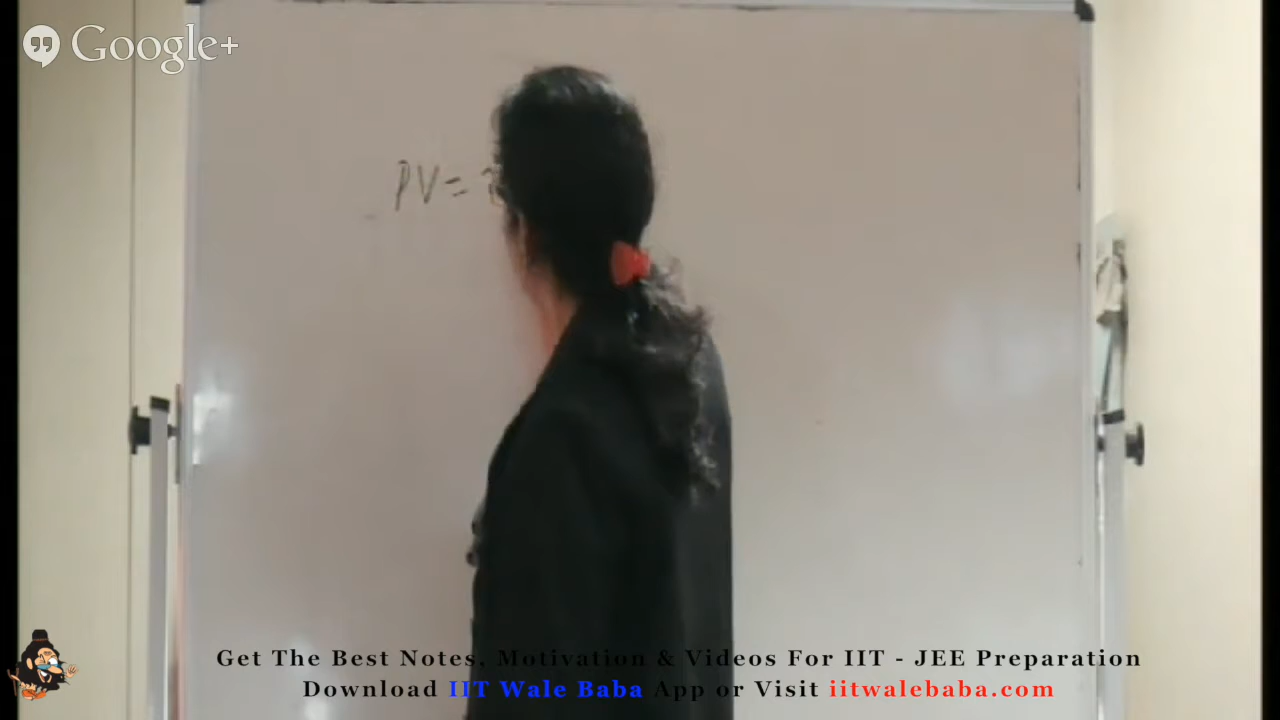 Google+
PV =
Get The Best Notes, Motivation & Videos For IIT - JEE Preparation
Download IIT Wale Baba App or Visit iitwalebaba.com